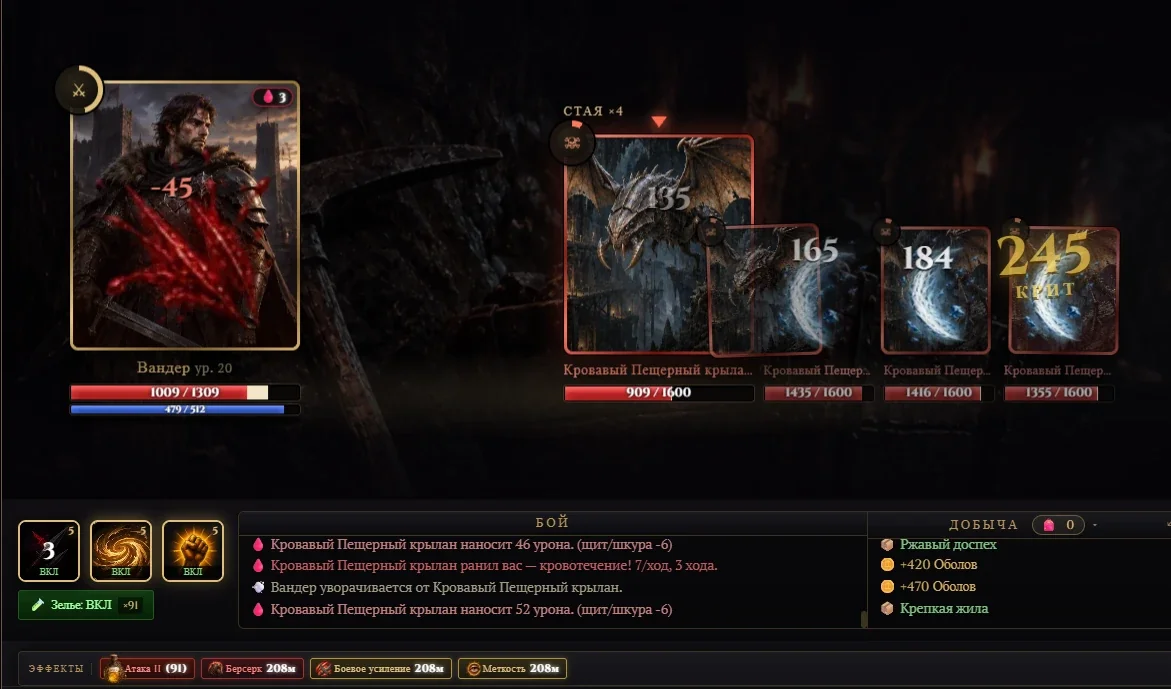 3
СТАЯ ×4
-45
135
165
184
245
КРИТ
Вандер ур. 20
1009 / 1309
479 / 512
Кровавый Пещерный крыла...
909 / 1600
Кровавый Пещер...
1435 / 1600
Кровавый Пещер...
1416 / 1600
Кровавый Пещер...
1355 / 1600
5
3
ВКЛ
5
ВКЛ
5
ВКЛ
Зелье: ВКЛ ×91
БОЙ
Кровавый Пещерный крылан наносит 46 урона. (щит/шкура -6)
Кровавый Пещерный крылан ранил вас — кровотечение! 7/ход, 3 хода.
Вандер уворачивается от Кровавый Пещерный крылан.
Кровавый Пещерный крылан наносит 52 урона. (щит/шкура -6)
ДОБЫЧА 0
Ржавый доспех
+420 Оболов
+470 Оболов
Крепкая жила
ЭФФЕКТЫ
Атака II (91)
Берсерк 208м
Боевое усиление 208м
Меткость 208м